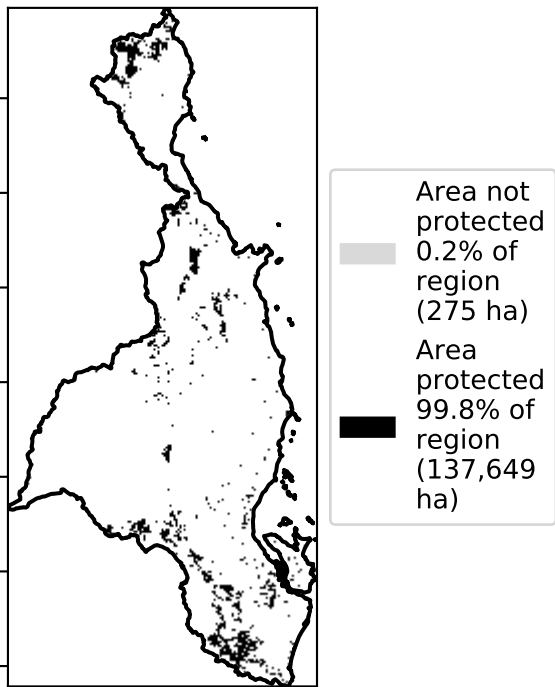 Area not
protected
0.2% of
region
(275 ha)
Area
protected
99.8% of
region
(137,649
ha)